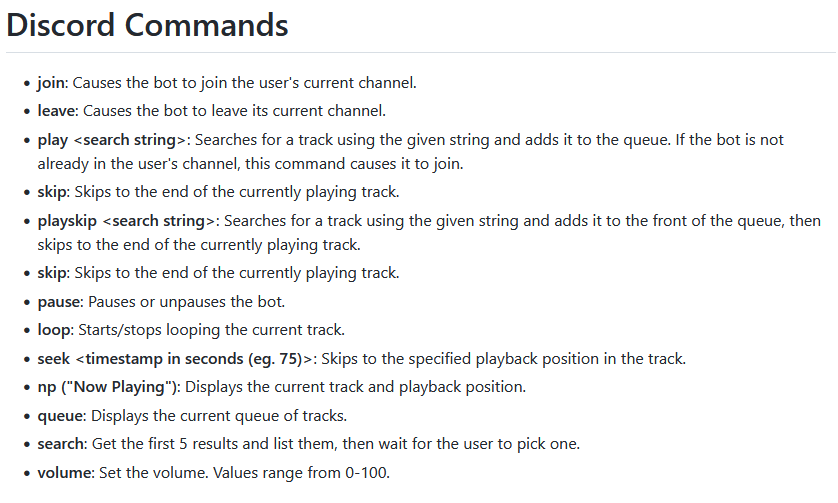 Discord Commands
• join: Causes the bot to join the user's current channel.
• leave: Causes the bot to leave its current channel.
• play <search string>: Searches for a track using the given string and adds it to the queue. If the bot is not
already in the user's channel, this command causes it to join.
• skip: Skips to the end of the currently playing track.
• playskip <search string>: Searches for a track using the given string and adds it to the front of the queue, then
skips to the end of the currently playing track.
• skip: Skips to the end of the currently playing track.
• pause: Pauses or unpauses the bot.
• loop: Starts/stops looping the current track.
• seek <timestamp in seconds (eg. 75)>: Skips to the specified playback position in the track.
• np ("Now Playing"): Displays the current track and playback position.
• queue: Displays the current queue of tracks.
• search: Get the first 5 results and list them, then wait for the user to pick one.
• volume: Set the volume. Values range from 0-100.